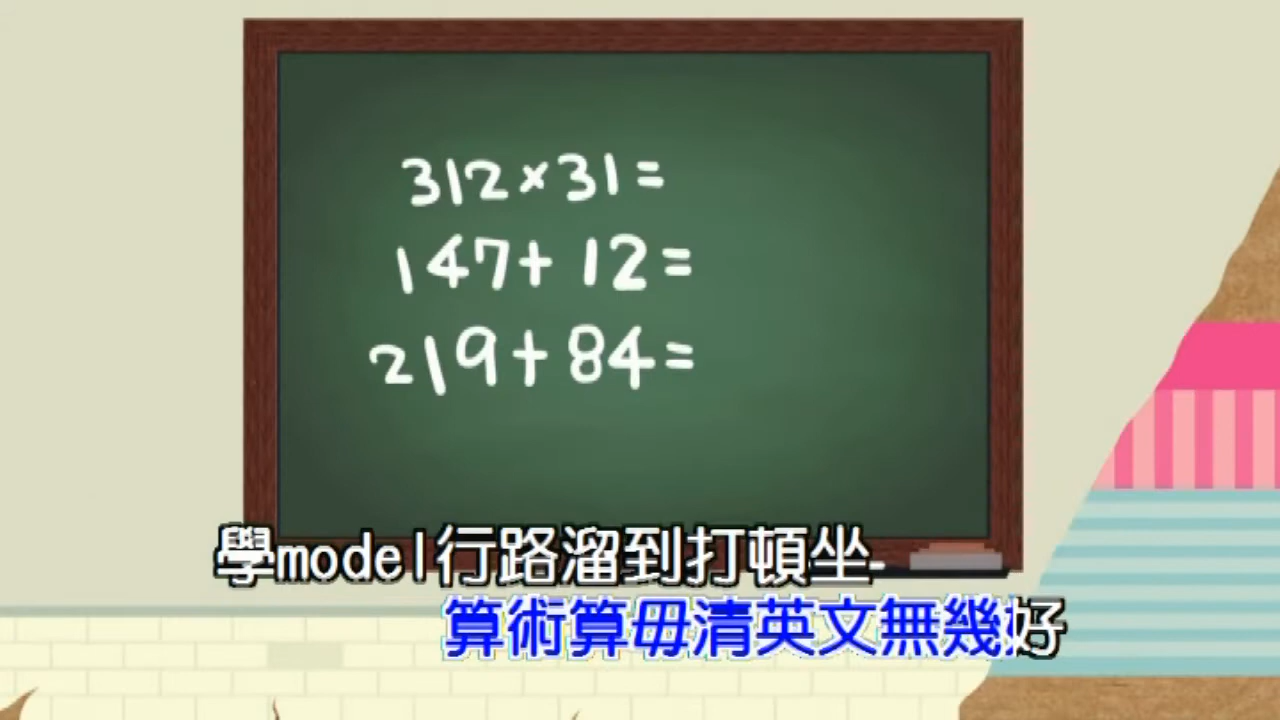 312×31=
147+12=
219+84=
學model行路溜到打頓坐
算術算毋清英文無幾好